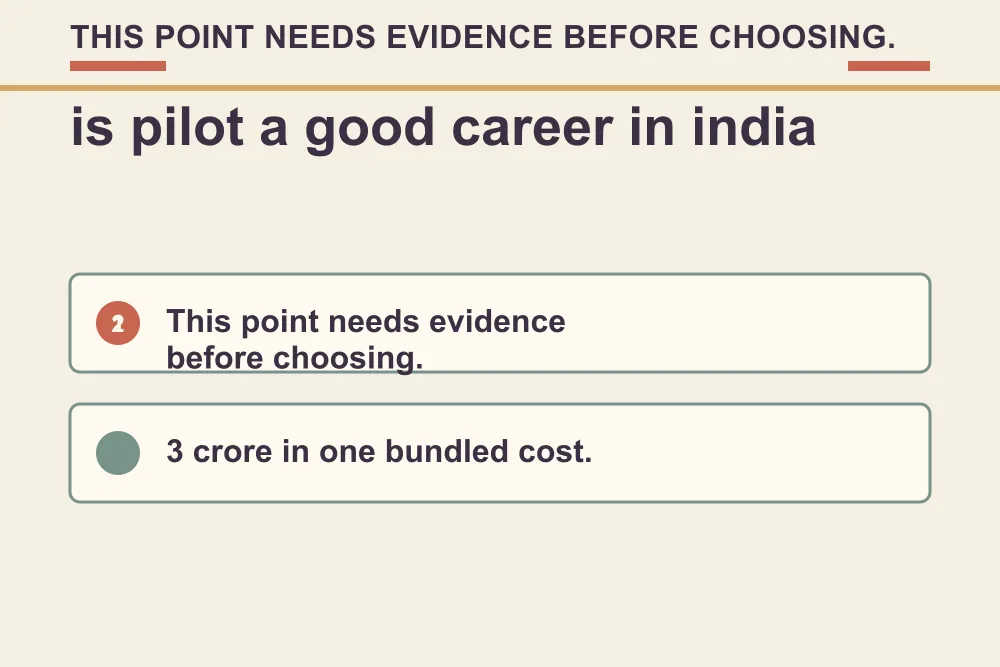 THIS POINT NEEDS EVIDENCE BEFORE CHOOSING.
is pilot a good career in india
2
This point needs evidence
before choosing.
3 crore in one bundled cost.